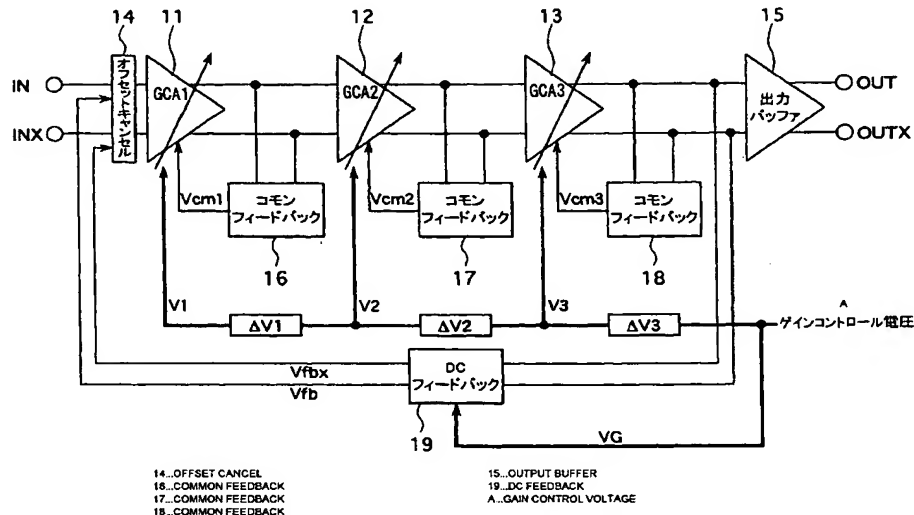 14
11
12
13
15
IN
INX
オフセットキャンセル
GCA1
GCA2
GCA3
出力
バッファ
OUT
OUTX
Vcm1
Vcm2
Vcm3
コモン
フィードバック
コモン
フィードバック
コモン
フィードバック
16
17
18
V1
V2
V3
ΔV1
ΔV2
ΔV3
A
ゲインコントロール電圧
Vfbx
Vfb
DC
フィードバック
19
VG
14...OFFSET CANCEL
16...COMMON FEEDBACK
17...COMMON FEEDBACK
18...COMMON FEEDBACK
15...OUTPUT BUFFER
19...DC FEEDBACK
A...GAIN CONTROL VOLTAGE